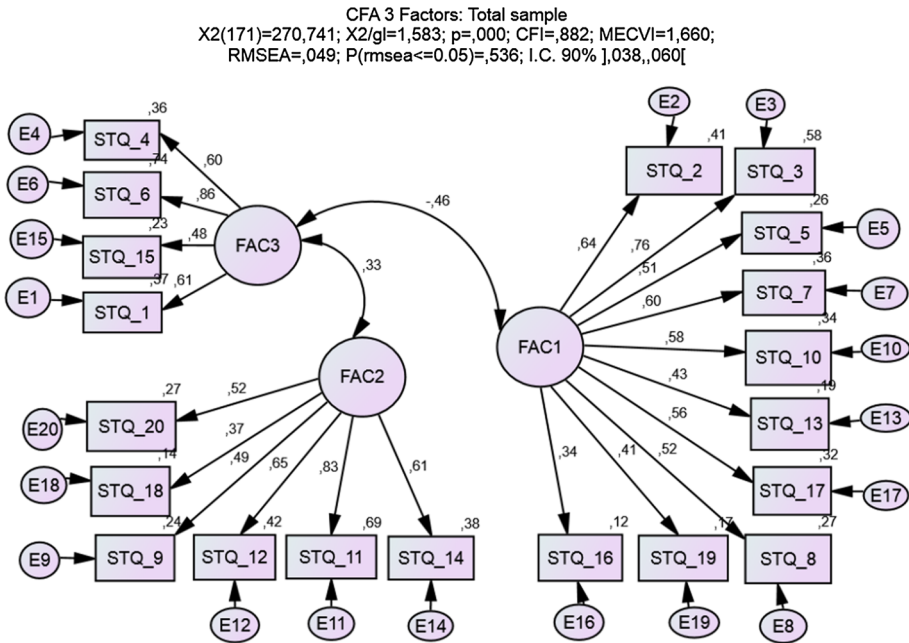 CFA 3 Factors: Total sample
X2(171)=270,741; X2/gl=1,583; p=,000; CFI=,882; MECVI=1,660;
RMSEA=,049; P(rmsea<=0.05)=,536; I.C. 90% ],038,,060[
E4
STQ_4
,36
,60
E6
STQ_6
,74
,86
E15
STQ_15
,23
,48
E1
STQ_1
,37
,61
FAC3
-,46
,33
FAC2
E20
STQ_20
,27
,52
E18
STQ_18
,14
,37
E9
STQ_9
,24
,49
STQ_12
,42
,65
E12
STQ_11
,69
,83
E11
STQ_14
,38
,61
E14
FAC1
E2
STQ_2
,41
,64
E3
STQ_3
,58
,76
STQ_5
,26
,51
E5
STQ_7
,36
,60
E7
STQ_10
,34
,58
E10
STQ_13
,19
,43
E13
STQ_17
,32
,56
E17
STQ_8
,27
,52
E8
STQ_19
,17
,41
E19
STQ_16
,12
,34
E16